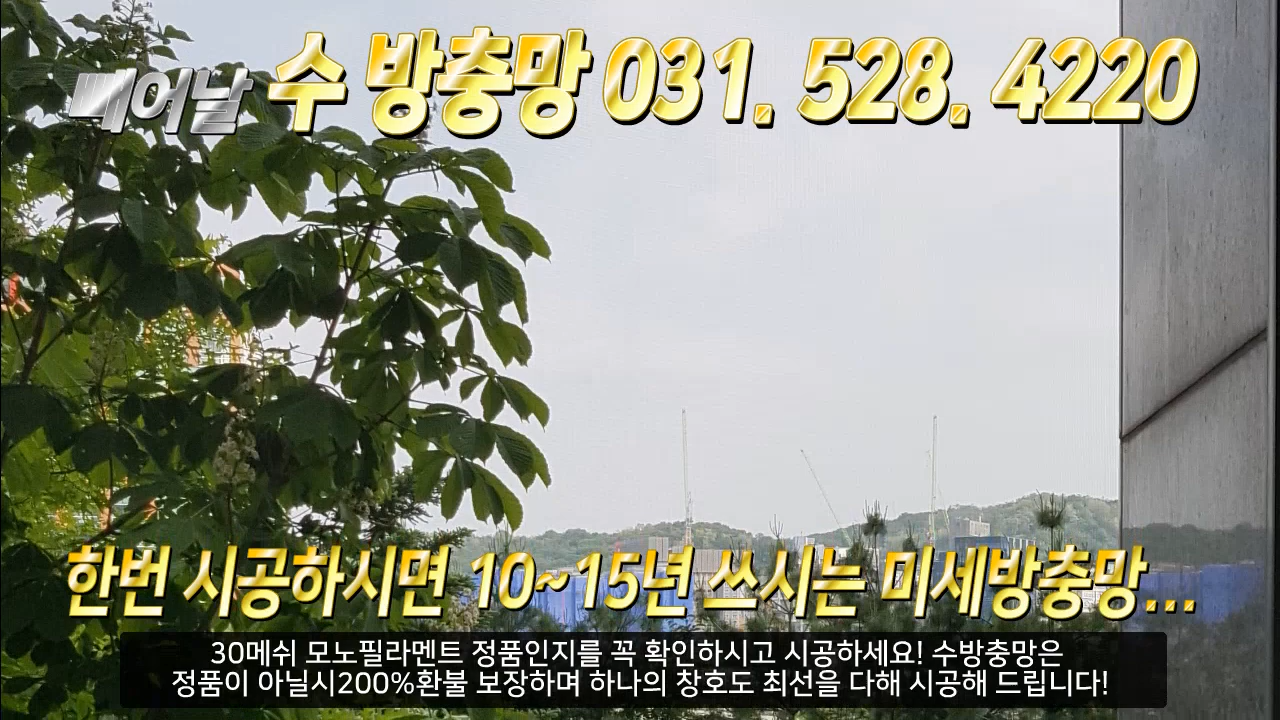 빼어날 수 방충망 031. 528. 4220
한번 시공하시면 10~15년 쓰시는 미세방충망...
30메쉬 모노필라멘트 정품인지를 꼭 확인하시고 시공하세요! 수방충망은
정품이 아닐시200%환불 보장하며 하나의 창호도 최선을 다해 시공해 드립니다!